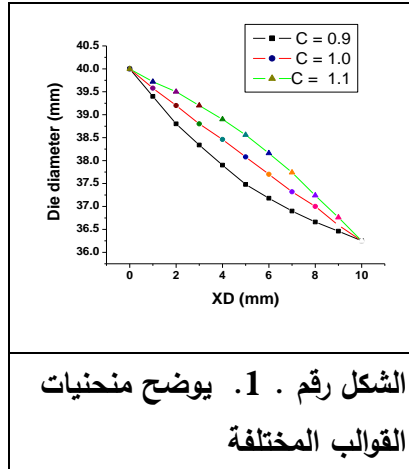 C = 0.9
C = 1.0
C = 1.1
Die diameter (mm)
40.5
40.0
39.5
39.0
38.5
38.0
37.5
37.0
36.5
36.0
0 2 4 6 8 10
XD (mm)
الشكل رقم . 1. يوضح منحنيات
القوالب المختلفة